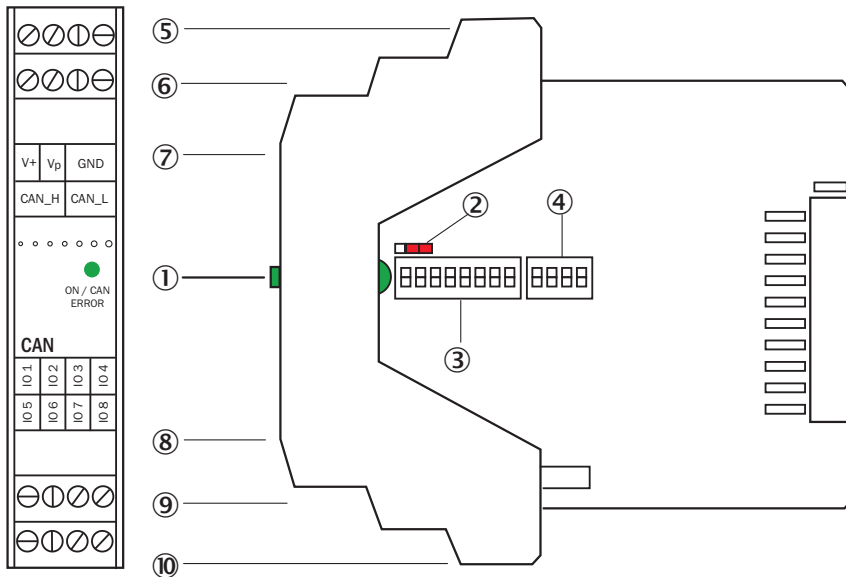 V+ Vp GND
CAN_H CAN_L
ON / CAN
ERROR
CAN
IO 1 IO 2 IO 3 IO 4
IO 5 IO 6 IO 7 IO 8
⑤
⑥
⑦
②
④
①
③
⑧
⑨
⑩